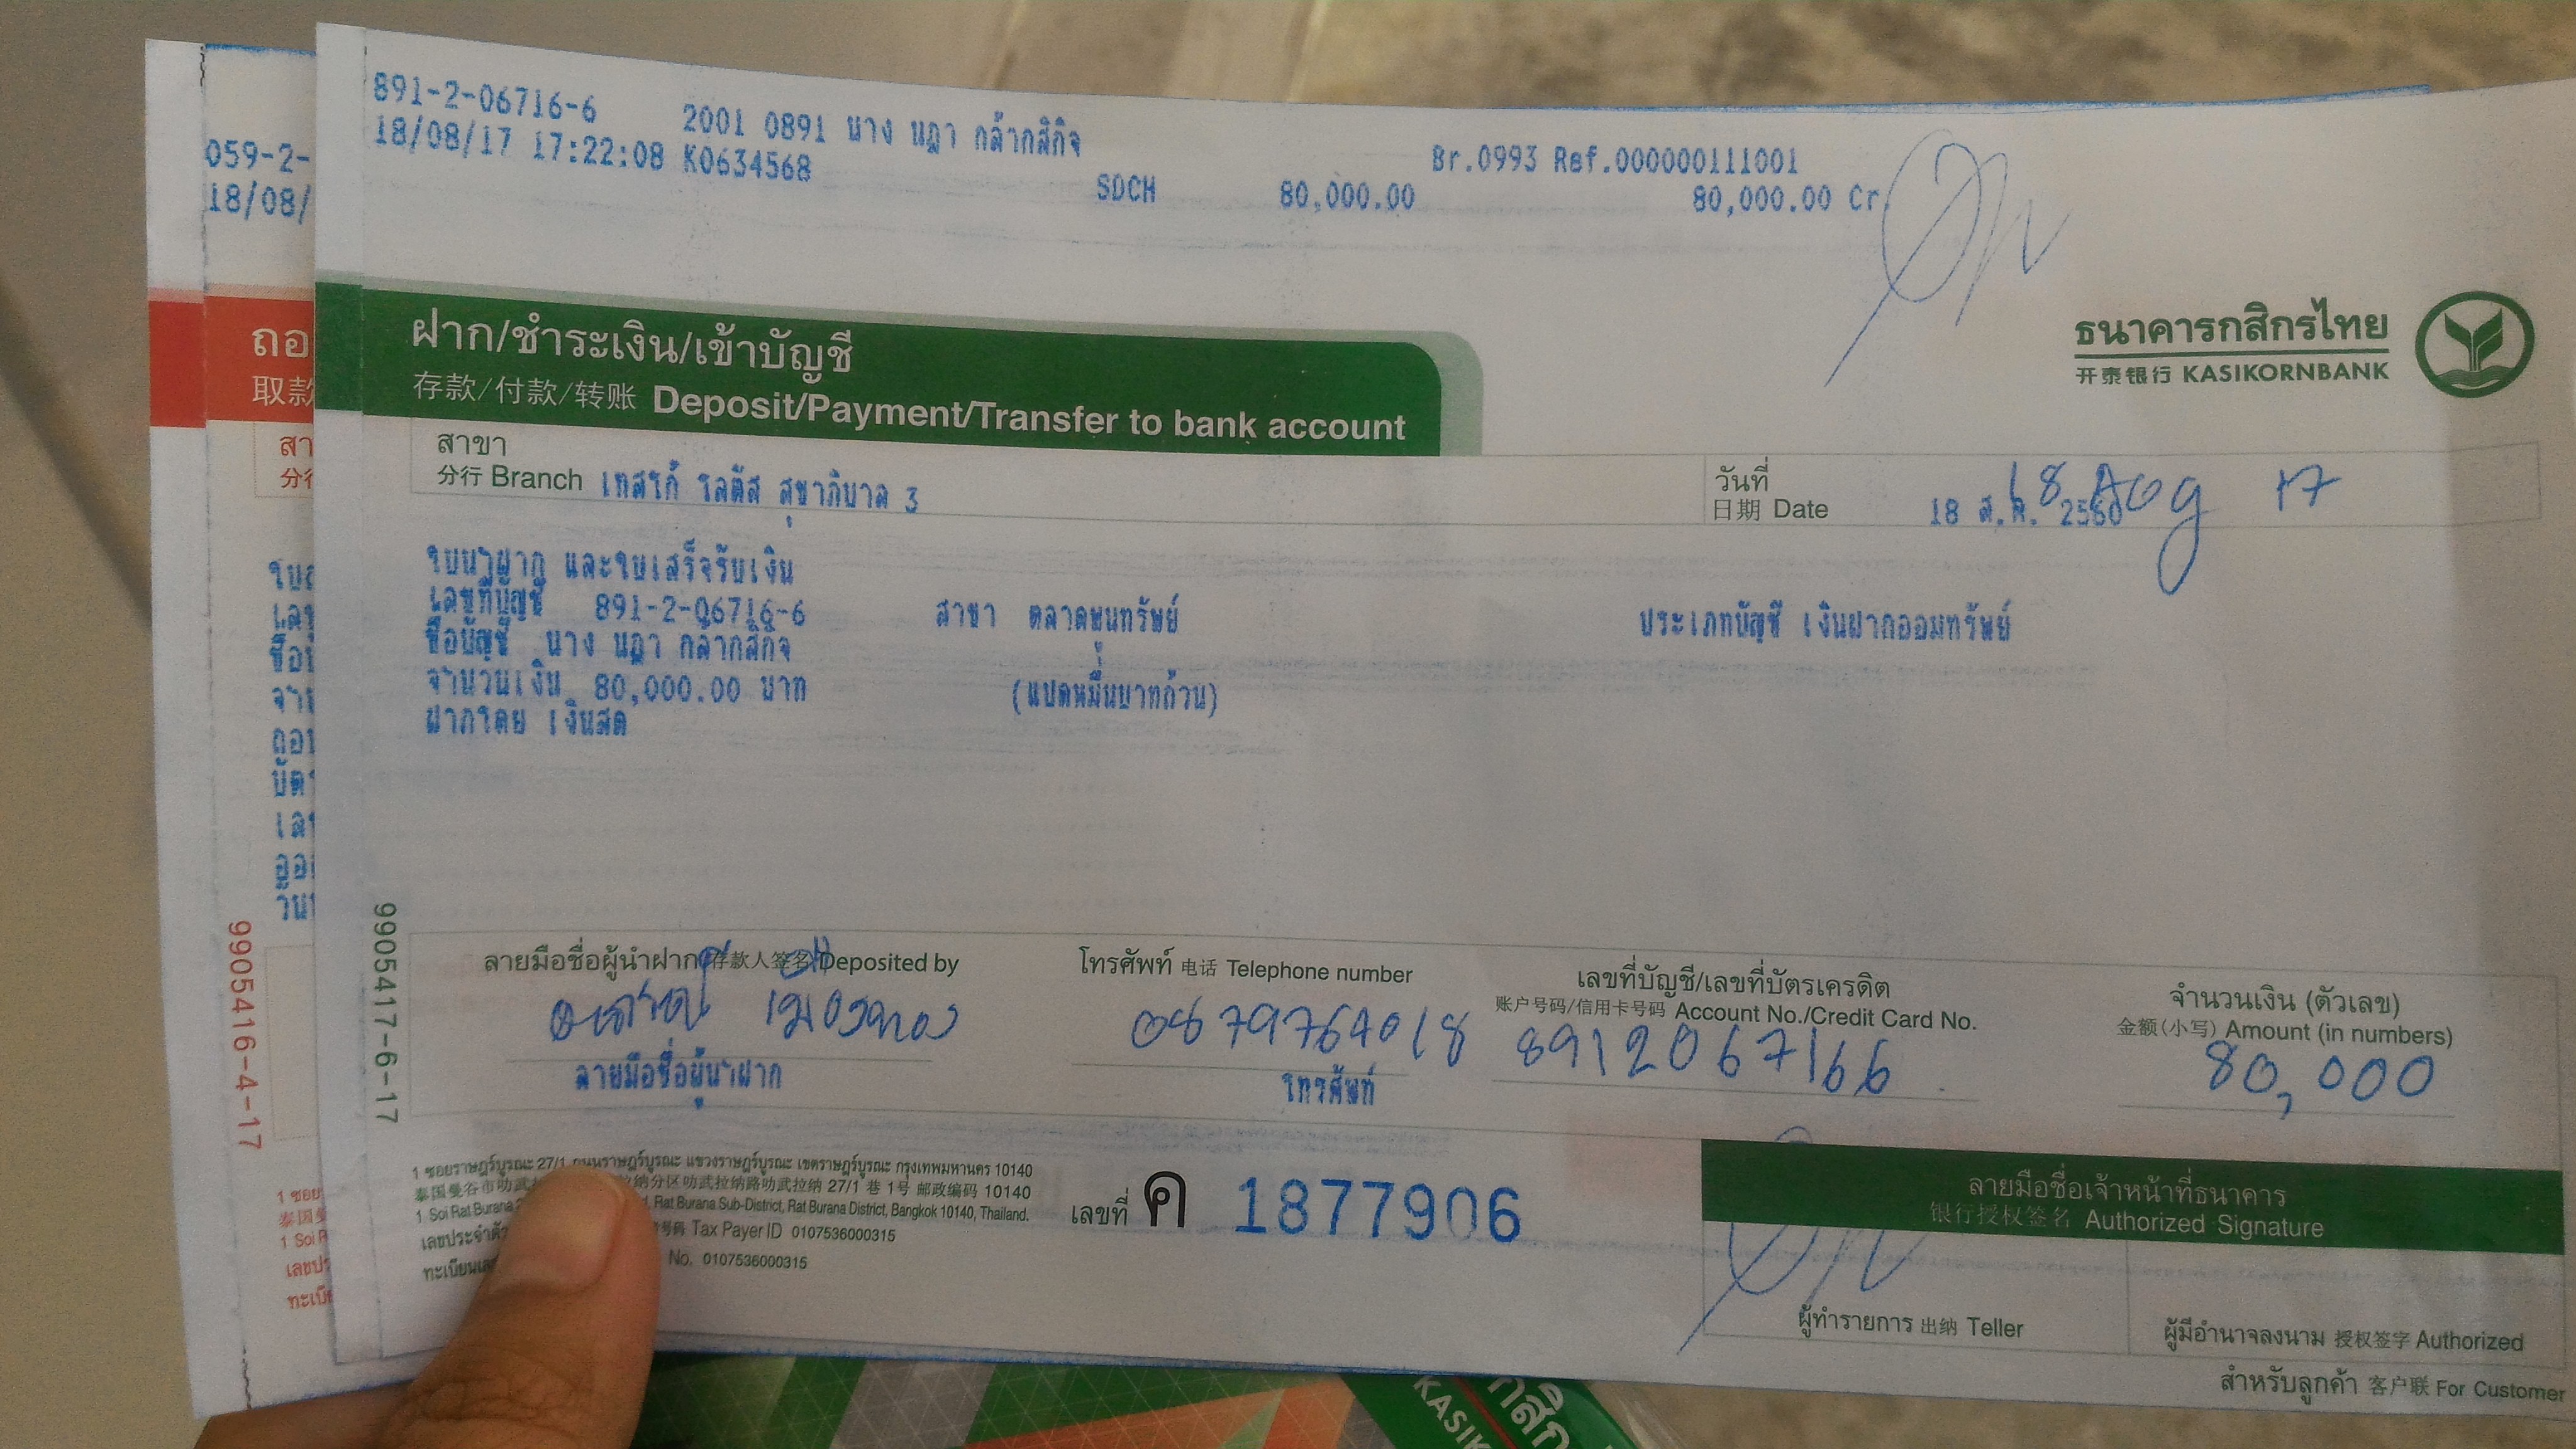 891-2-06716-6 2001 0891 นาง นฎา กล้ากสิกิจ Br.0993 Ref.000000111001
18/08/17 17:22:08 K0634568 SDCH 80,000.00 80,000.00 Cr
059-2-
18/08/
ธนาคารกสิกรไทย
开泰银行 KASIKORNBANK
ถอ
取款
ฝาก/ชำระเงิน/เข้าบัญชี
存款/付款/转账 Deposit/Payment/Transfer to bank account
สา
分行
สาขา
分行 Branch เทสโก้ โลตัส สุขาภิบาล 3
วันที่
日期 Date 18 ส.ค. 2560 18 Aug 17
ใบนำฝาก และใบเสร็จรับเงิน
เลขที่บัญชี 891-2-06716-6 สาขา ตลาดขุนทรัพย์ ประเภทบัญชี เงินฝากออมทรัพย์
ชื่อบัญชี นาง นฎา กล้ากสิกิจ
จำนวนเงิน 80,000.00 บาท (แปดหมื่นบาทถ้วน)
ฝากโดย เงินสด
9905416-4-17
9905417-6-17
ลายมือชื่อผู้นำฝาก 存款人签名 Deposited by
โทรศัพท์ 电话 Telephone number
เลขที่บัญชี/เลขที่บัตรเครดิต
账户号码/信用卡号码 Account No./Credit Card No.
จำนวนเงิน (ตัวเลข)
金额(小写) Amount (in numbers)
0879764018 8912067166 80,000
ลายมือชื่อผู้นำฝาก โทรศัพท์
1 ซอยราษฎร์บูรณะ 27/1 ถนนราษฎร์บูรณะ แขวงราษฎร์บูรณะ เขตราษฎร์บูรณะ กรุงเทพมหานคร 10140
泰国曼谷市叻武拉纳分区叻武拉纳路叻武拉纳 27/1 巷 1号 邮政编码 10140
1 Soi Rat Burana Rat Burana Sub-District, Rat Burana District, Bangkok 10140, Thailand.
เลขประจำตัว Tax Payer ID 0107536000315
ทะเบียนเลข No. 0107536000315
เลขที่ ค 1877906
ลายมือชื่อเจ้าหน้าที่ธนาคาร
银行授权签名 Authorized Signature
ผู้ทำรายการ 出纳 Teller
ผู้มีอำนาจลงนาม 授权签字 Authorized
สำหรับลูกค้า 客户联 For Customer
1 ซอย
泰国曼
1 Soi R
เลขปร
กสิก
KASIK